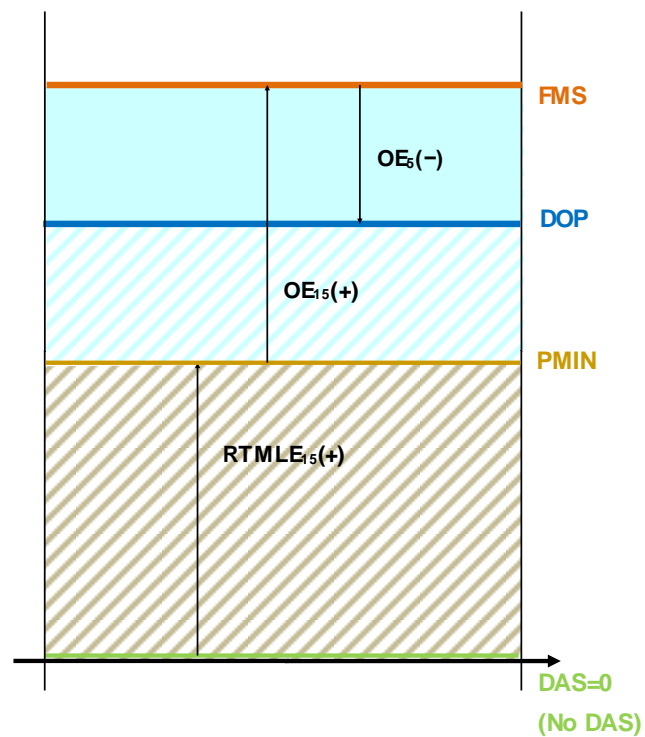 FMS
OE₅(−)
DOP
OE₁₅(+)
PMIN
RTMLE₁₅(+)
DAS=0
(No DAS)